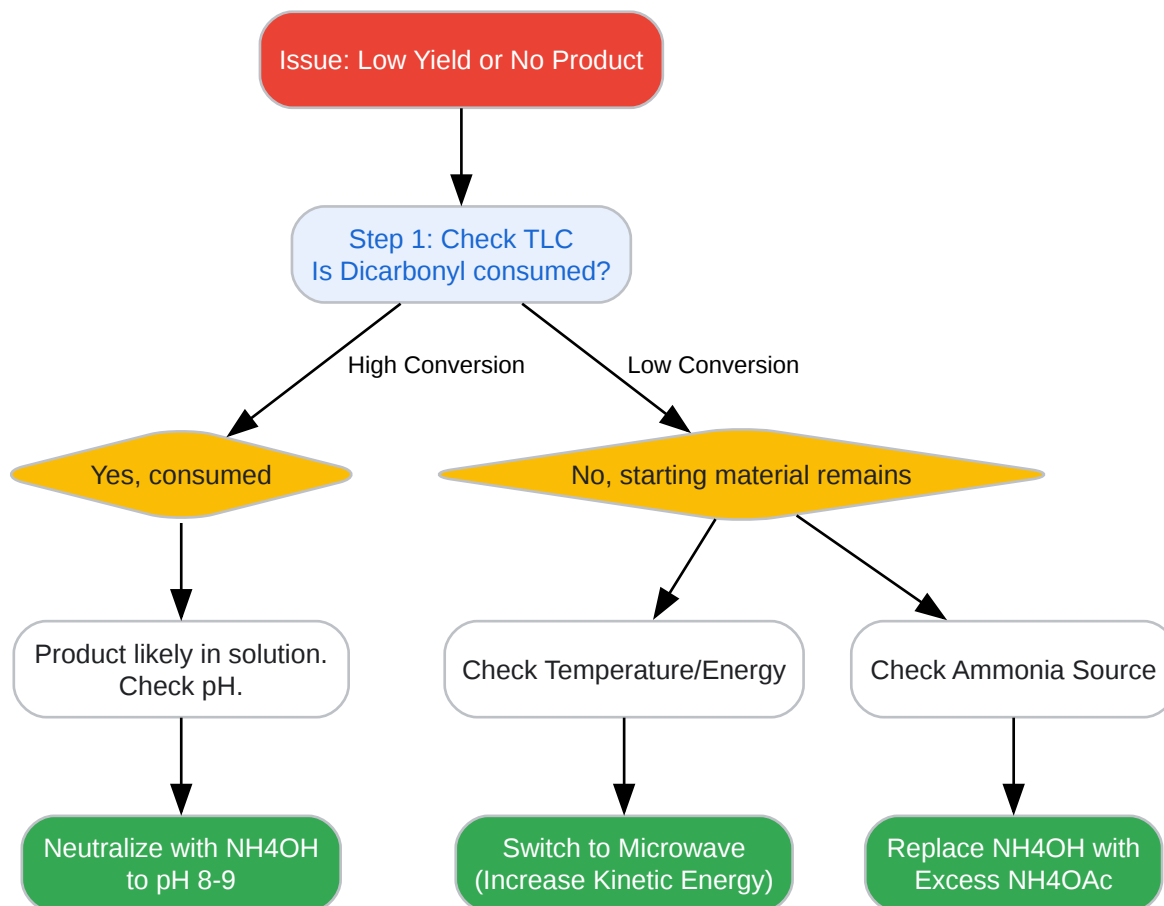 Issue: Low Yield or No Product
Step 1: Check TLC
Is Dicarbonyl consumed?
High Conversion
Low Conversion
Yes, consumed
No, starting material remains
Product likely in solution.
Check pH.
Check Temperature/Energy
Check Ammonia Source
Neutralize with NH4OH
to pH 8-9
Switch to Microwave
(Increase Kinetic Energy)
Replace NH4OH with
Excess NH4OAc